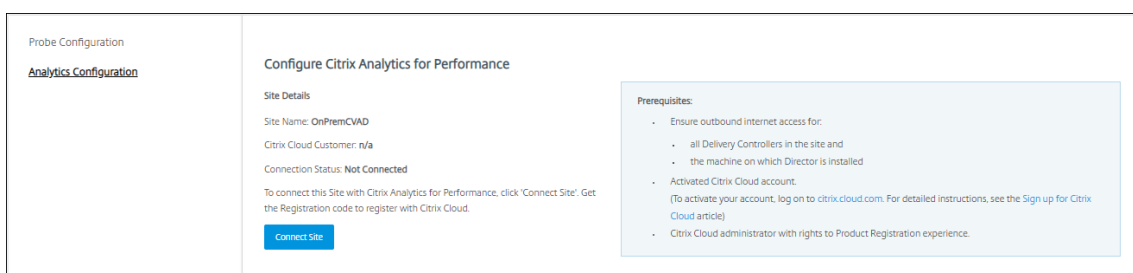 Probe Configuration
Analytics Configuration
Configure Citrix Analytics for Performance
Site Details
Site Name: OnPremCVAD
Citrix Cloud Customer: n/a
Connection Status: Not Connected
To connect this Site with Citrix Analytics for Performance, click 'Connect Site'. Get
the Registration code to register with Citrix Cloud.
Connect Site
Prerequisites:
• Ensure outbound internet access for:
• all Delivery Controllers in the site and
• the machine on which Director is installed
• Activated Citrix Cloud account.
(To activate your account, log on to citrix.cloud.com. For detailed instructions, see the Sign up for Citrix
Cloud article)
• Citrix Cloud administrator with rights to Product Registration experience.